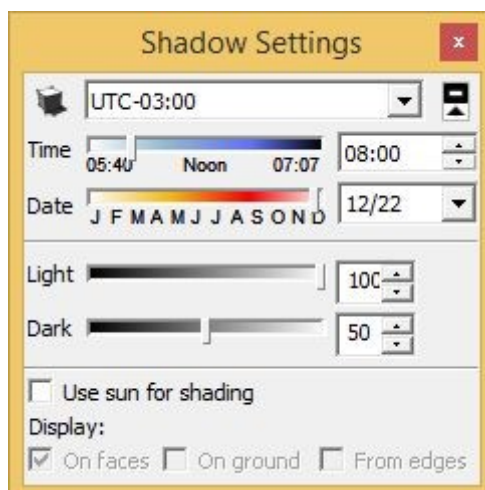 Shadow Settings x
UTC-03:00
Time 05:40 Noon 07:07 08:00
Date J F M A M J J A S O N D 12/22
Light 100
Dark 50
Use sun for shading
Display:
On faces On ground From edges